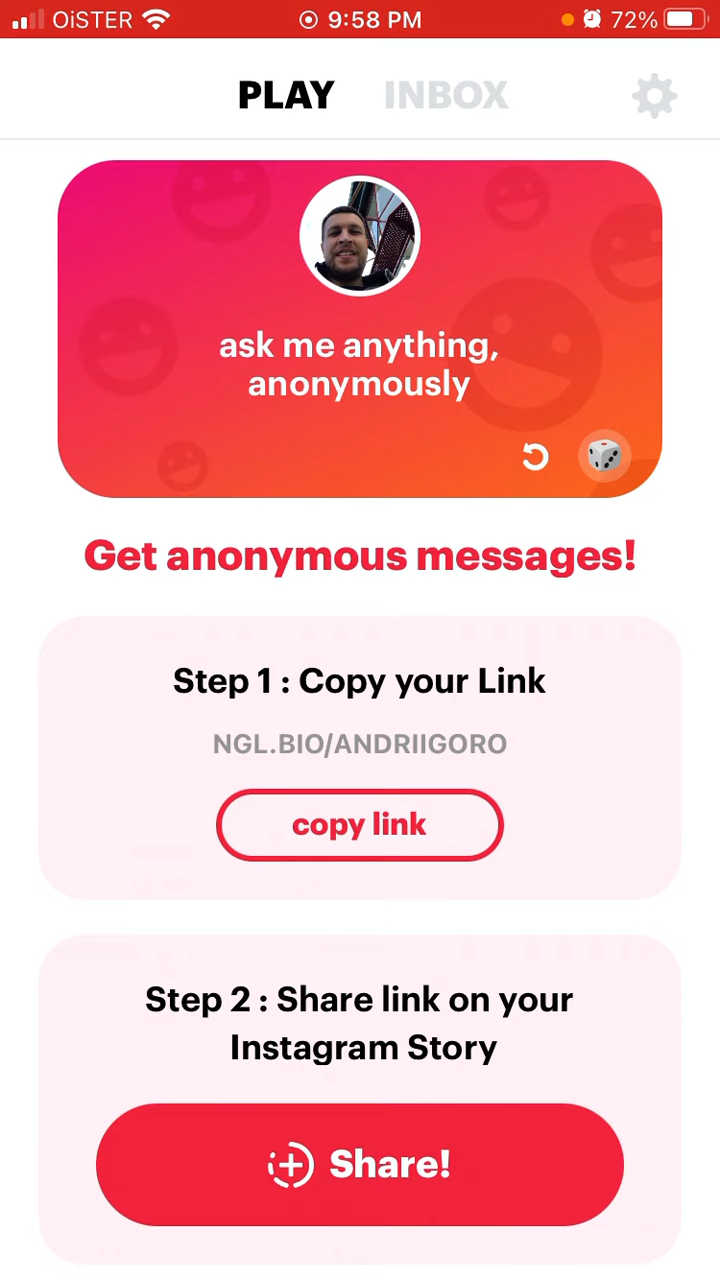 OiSTER 9:58 PM 72%
PLAY INBOX
ask me anything,
anonymously
Get anonymous messages!
Step 1 : Copy your Link
NGL.BIO/ANDRIIGORO
copy link
Step 2 : Share link on your
Instagram Story
Share!